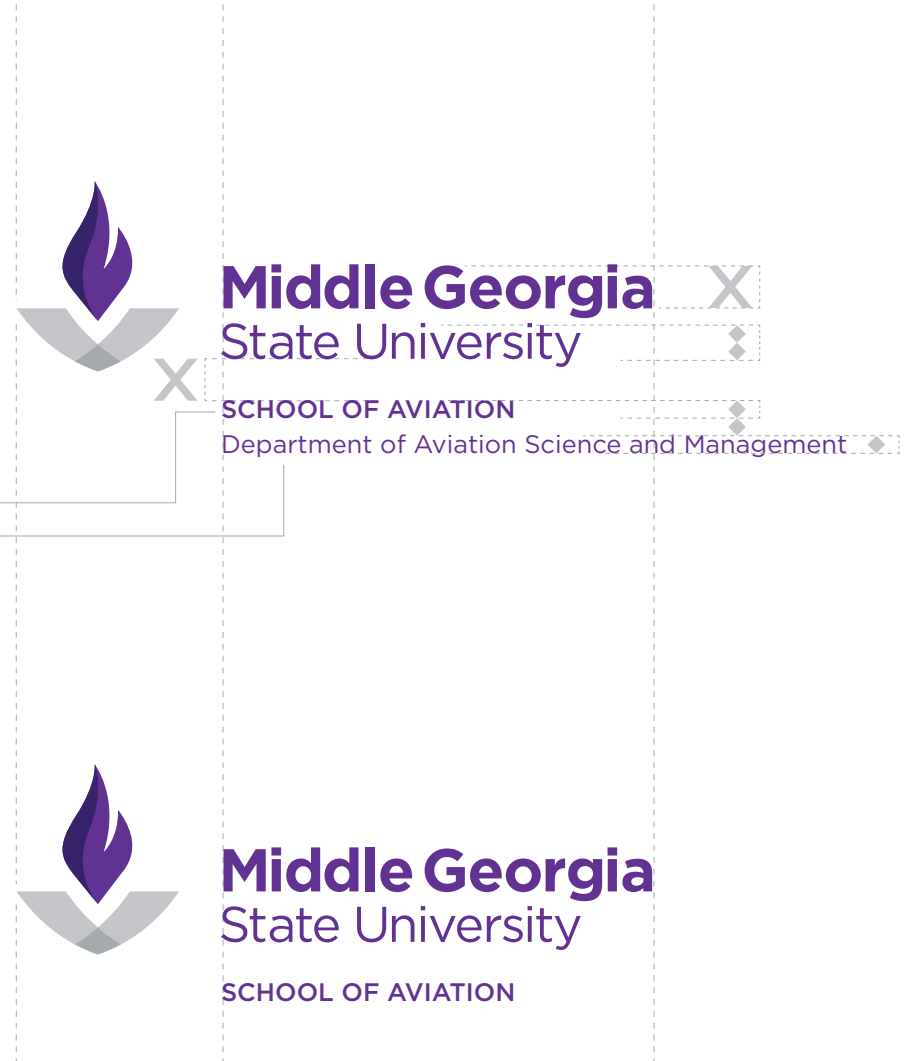 Middle Georgia X
State University
X
SCHOOL OF AVIATION
Department of Aviation Science and Management
Middle Georgia
State University
SCHOOL OF AVIATION